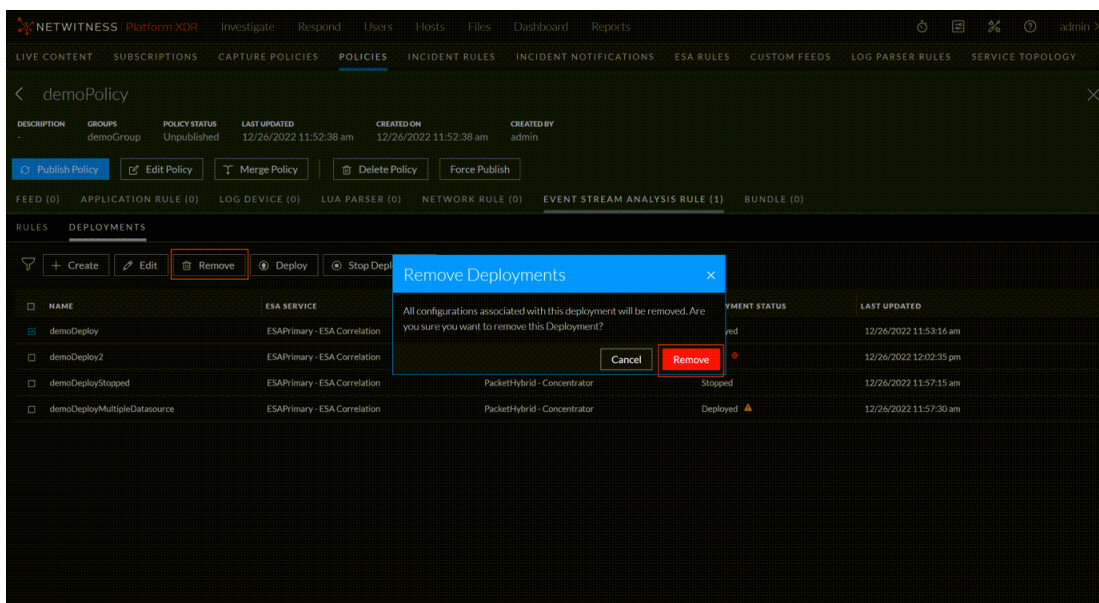 NETWITNESS Platform XDR Investigate Respond Users Hosts Files Dashboard Reports admin
LIVE CONTENT SUBSCRIPTIONS CAPTURE POLICIES POLICIES INCIDENT RULES INCIDENT NOTIFICATIONS ESA RULES CUSTOM FEEDS LOG PARSER RULES SERVICE TOPOLOGY
demoPolicy
DESCRIPTION GROUPS POLICY STATUS LAST UPDATED CREATED ON CREATED BY
- demoGroup Unpublished 12/26/2022 11:52:38 am 12/26/2022 11:52:38 am admin
Publish Policy Edit Policy Merge Policy Delete Policy Force Publish
FEED (0) APPLICATION RULE (0) LOG DEVICE (0) LUA PARSER (0) NETWORK RULE (0) EVENT STREAM ANALYSIS RULE (1) BUNDLE (0)
RULES DEPLOYMENTS
+ Create Edit Remove Deploy Stop Depl
Remove Deployments ×
NAME ESA SERVICE YMENT STATUS LAST UPDATED
All configurations associated with this deployment will be removed. Are
you sure you want to remove this Deployment?
demoDeploy ESAPrimary - ESA Correlation yed 12/26/2022 11:53:16 am
Cancel Remove
demoDeploy2 ESAPrimary - ESA Correlation 12/26/2022 12:02:35 pm
demoDeployStopped ESAPrimary - ESA Correlation PacketHybrid - Concentrator Stopped 12/26/2022 11:57:15 am
demoDeployMultipleDatasource ESAPrimary - ESA Correlation PacketHybrid - Concentrator Deployed 12/26/2022 11:57:30 am